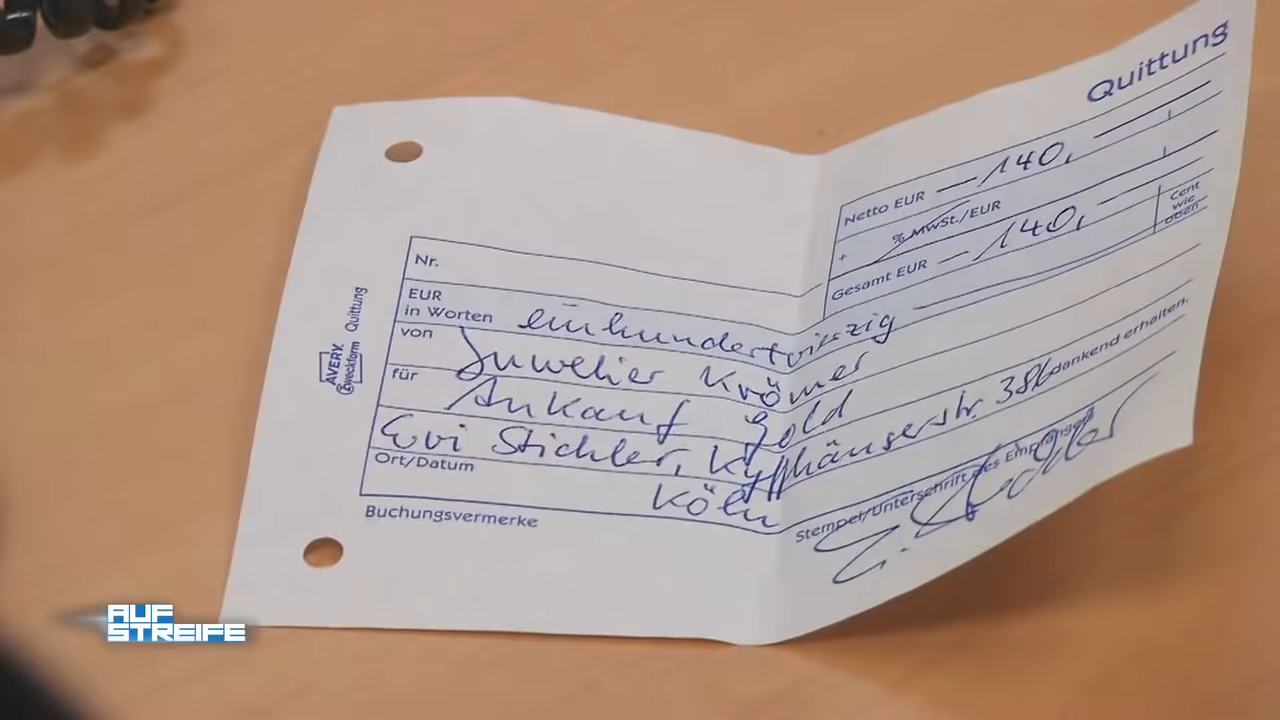 Quittung
Netto EUR — 140, —
+ % MwSt./EUR
Gesamt EUR — 140, —
Cent
wie
oben
Nr.
EUR
in Worten einhundertvierzig
von Juwelier Krömer
für Ankauf Gold
Evi Stichler, Kyffhäuserstr. 386 dankend erhalten.
Ort/Datum Köln
Stempel/Unterschrift des Empfängers
Buchungsvermerke
AVERY
Zweckform Quittung
AUF
STREIFE